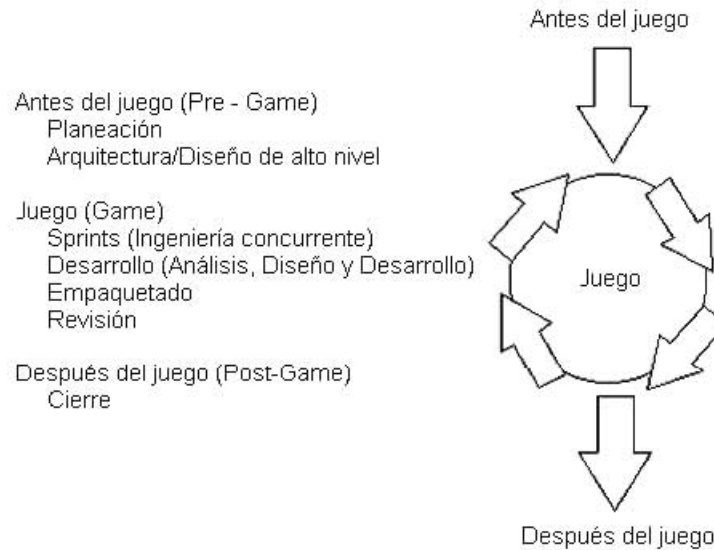 Antes del juego
Antes del juego (Pre - Game)
Planeación
Arquitectura/Diseño de alto nivel
Juego (Game)
Sprints (Ingeniería concurrente)
Desarrollo (Análisis, Diseño y Desarrollo)
Empaquetado
Revisión
Después del juego (Post-Game)
Cierre
Juego
Después del juego